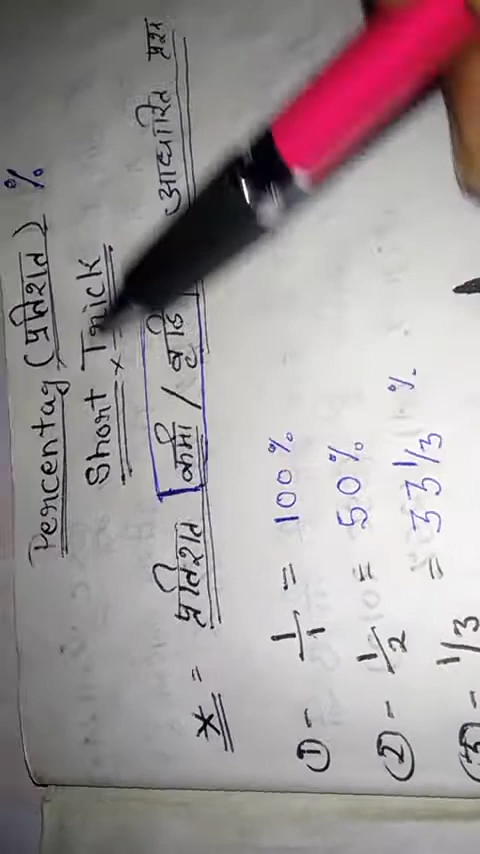 Percentag (प्रतिशत) %
Short Trick
* = प्रतिशत कमी / वृद्धि आधारित प्रश्न
① - 1/1 = 100%
② - 1/2 = 50%
③ - 1/3 = 33 1/3 %